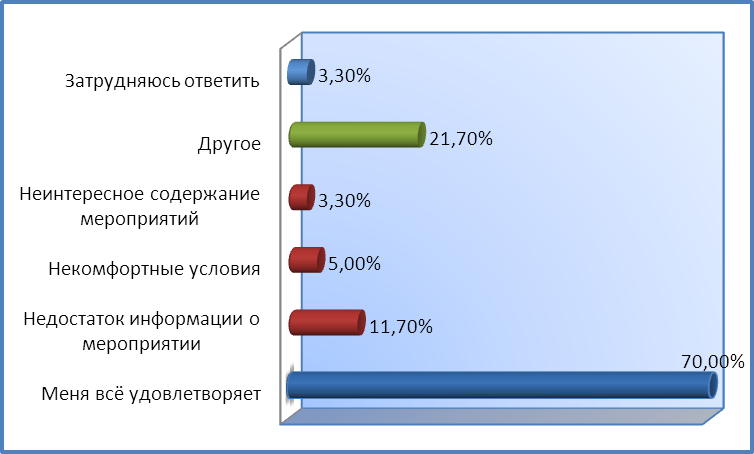 Затрудняюсь ответить
3,30%
Другое
21,70%
Неинтересное содержание
мероприятий
3,30%
Некомфортные условия
5,00%
Недостаток информации о
мероприятии
11,70%
Меня всё удовлетворяет
70,00%